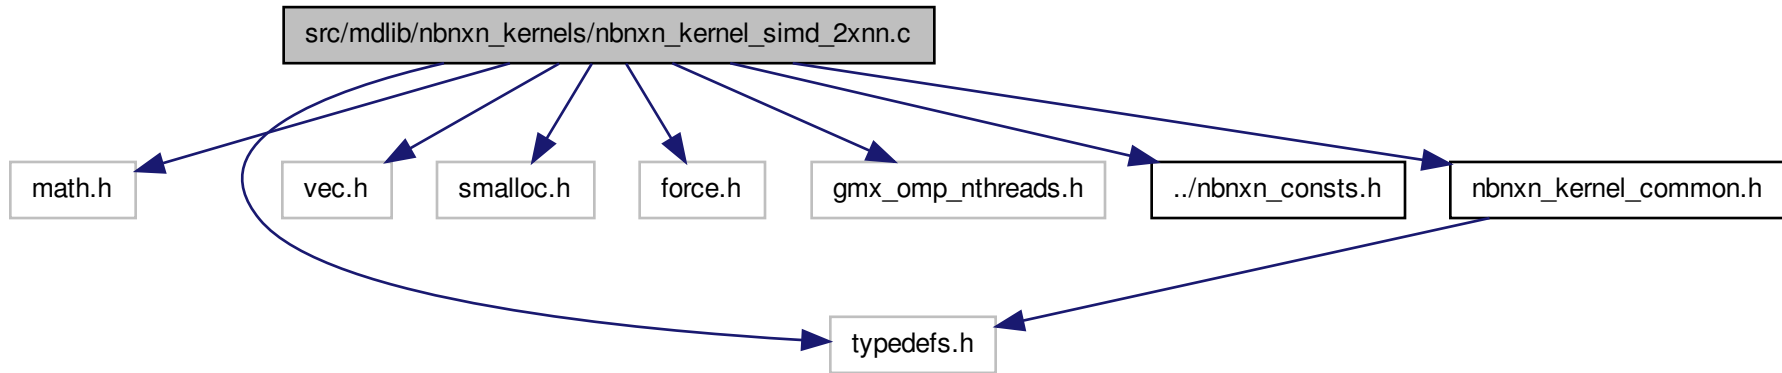 src/mdlib/nbnxn_kernels/nbnxn_kernel_simd_2xnn.c
math.h
vec.h
smalloc.h
force.h
gmx_omp_nthreads.h
../nbnxn_consts.h
nbnxn_kernel_common.h
typedefs.h